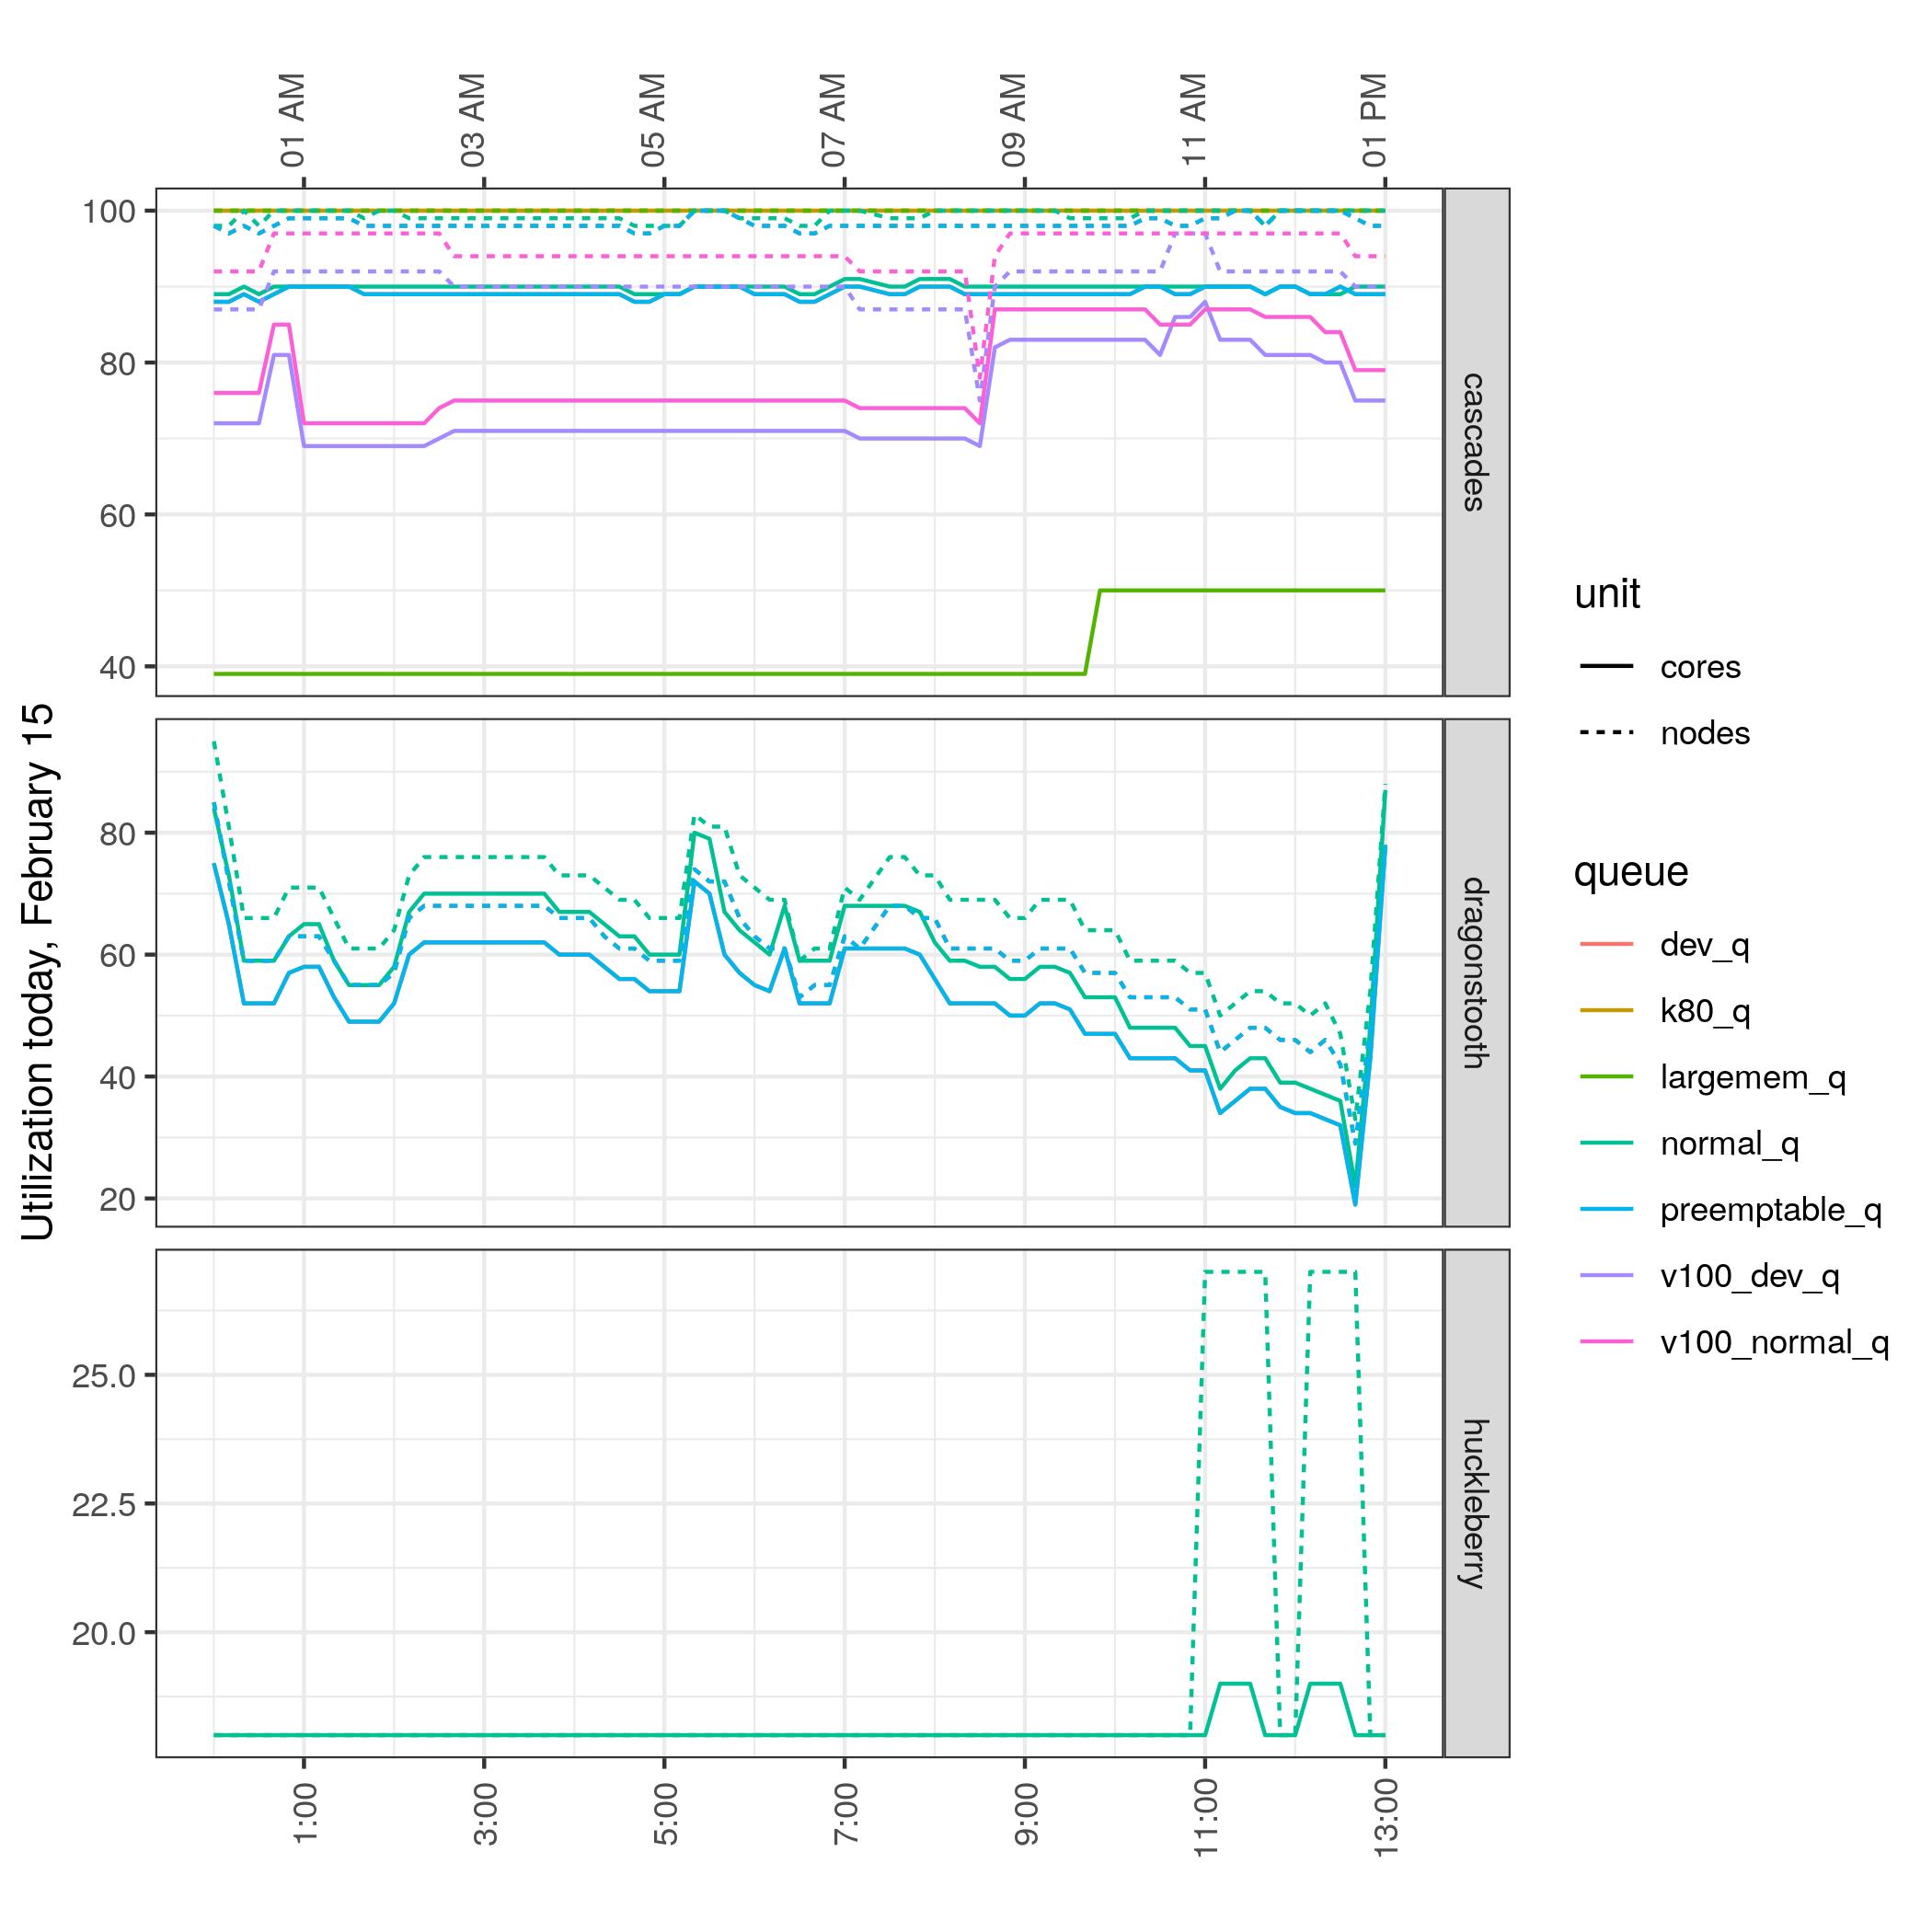 01 AM
03 AM
05 AM
07 AM
09 AM
11 AM
01 PM
Utilization today, February 15
100
80
60
40
cascades
80
60
40
20
dragonstooth
25.0
22.5
20.0
huckleberry
1:00
3:00
5:00
7:00
9:00
11:00
13:00
unit
cores
nodes
queue
dev_q
k80_q
largemem_q
normal_q
preemptable_q
v100_dev_q
v100_normal_q